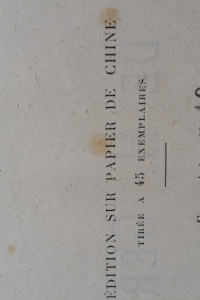 ÉDITION SUR PAPIER DE CHINE
TIRÉE A 45 EXEMPLAIRES